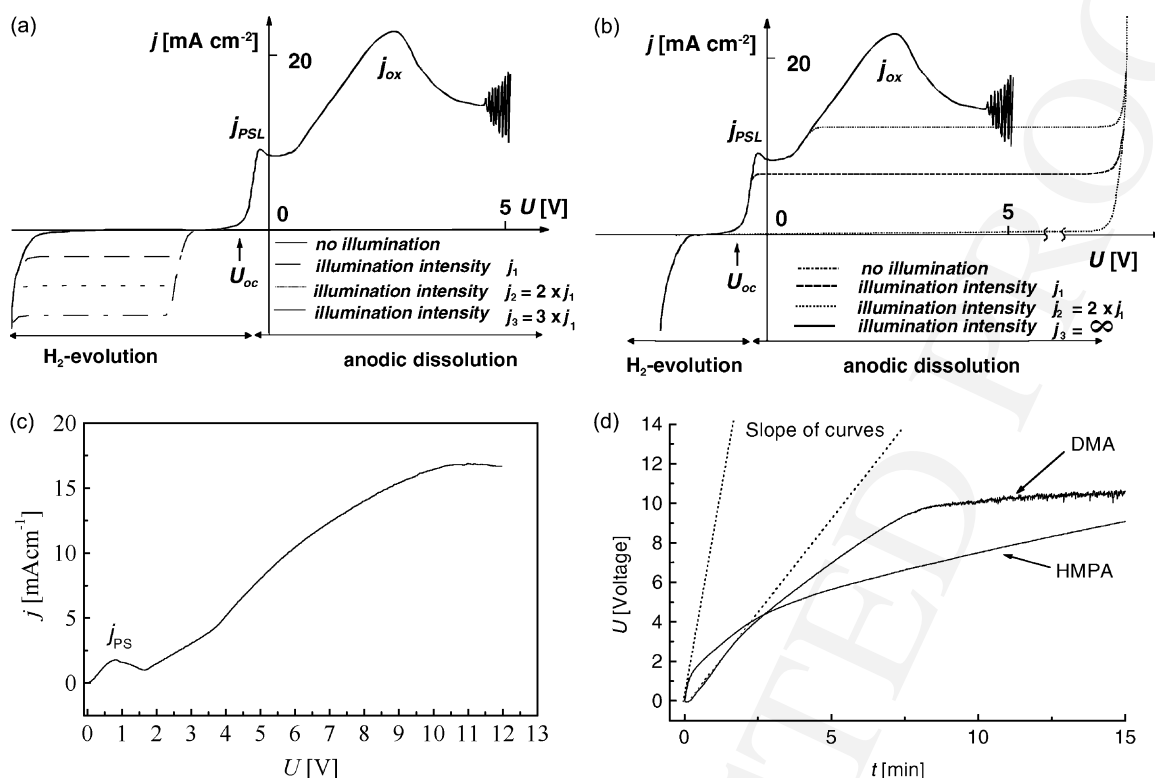 (a)
j [mA cm-2]
20
jox
jPSL
0
5
U [V]
Uoc
no illumination
illumination intensity j1
illumination intensity j2 = 2 x j1
illumination intensity j3 = 3 x j1
H2-evolution
anodic dissolution
(b)
j [mA cm-2]
20
jox
jPSL
0
5
U [V]
Uoc
no illumination
illumination intensity j1
illumination intensity j2 = 2 x j1
illumination intensity j3 = ∞
H2-evolution
anodic dissolution
(c)
20
15
10
5
0
j [mAcm-1]
jPS
0 1 2 3 4 5 6 7 8 9 10 11 12 13
U [V]
(d)
14
12
10
8
6
4
2
0
U [Voltage]
Slope of curves
DMA
HMPA
0 5 10 15
t [min]
TED PROO